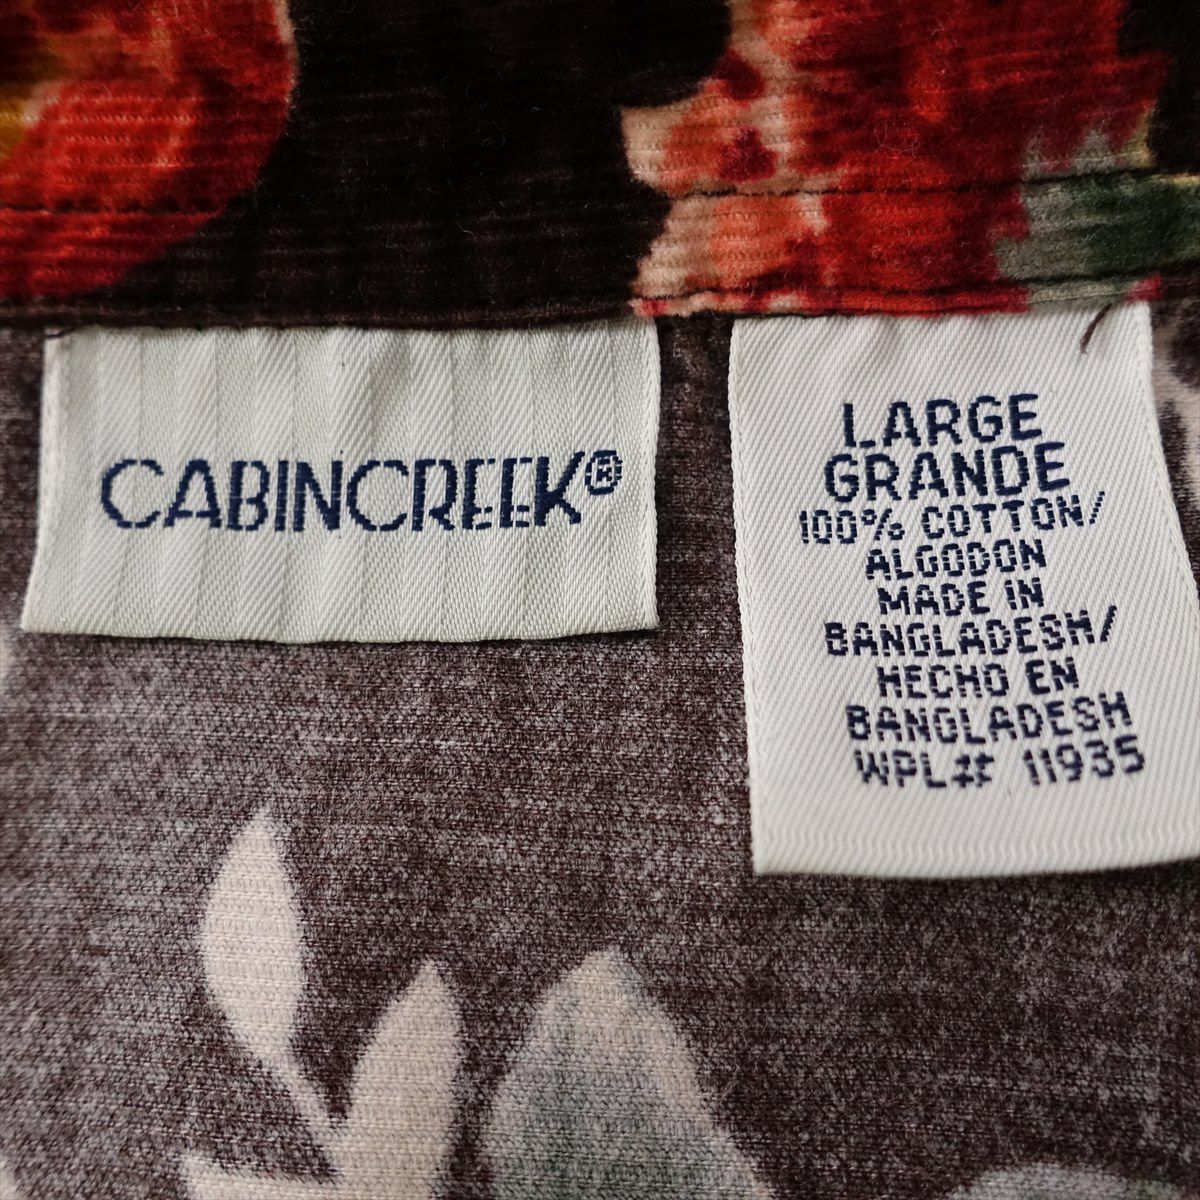 CABINCREEK®
LARGE
GRANDE
100% COTTON/
ALGODON
MADE IN
BANGLADESH/
HECHO EN
BANGLADESH
WPL# 11935